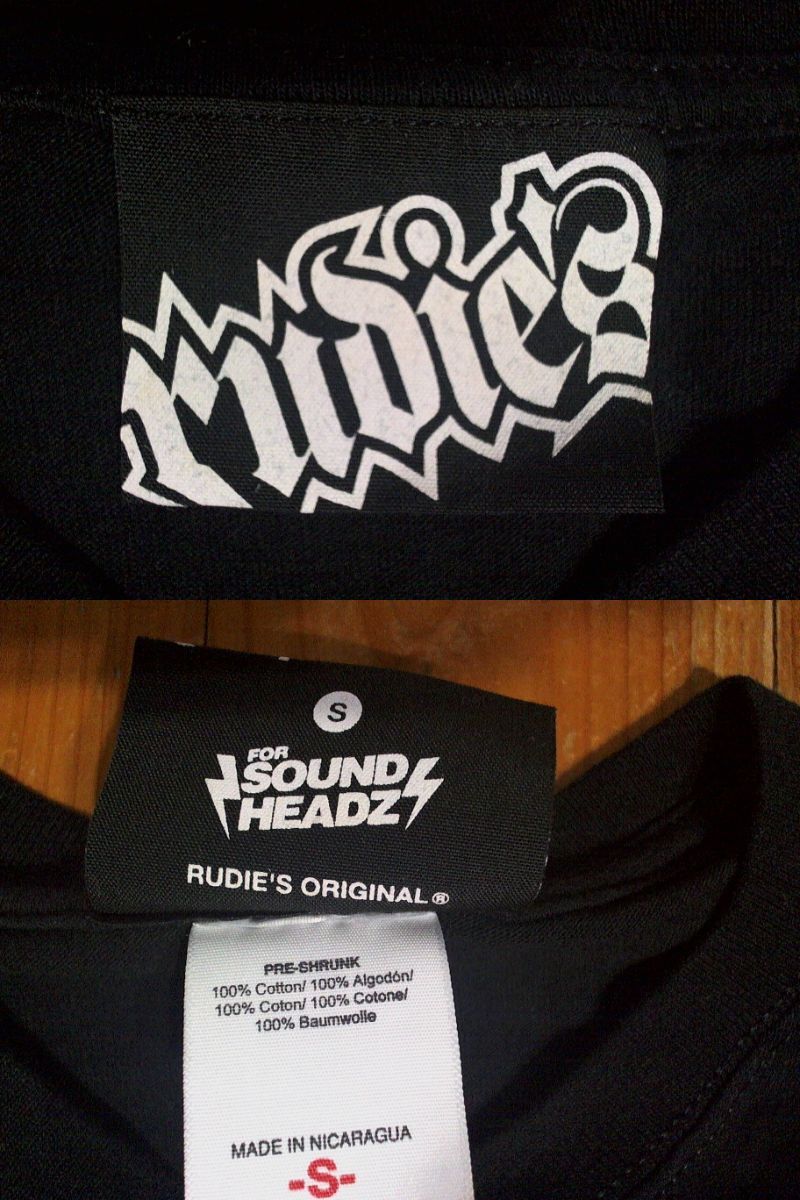 rudie's
S
FOR
SOUND
HEADZ
RUDIE'S ORIGINAL®
PRE-SHRUNK
100% Cotton/ 100% Algodón/
100% Coton/ 100% Cotone/
100% Baumwolle
MADE IN NICARAGUA
-S-